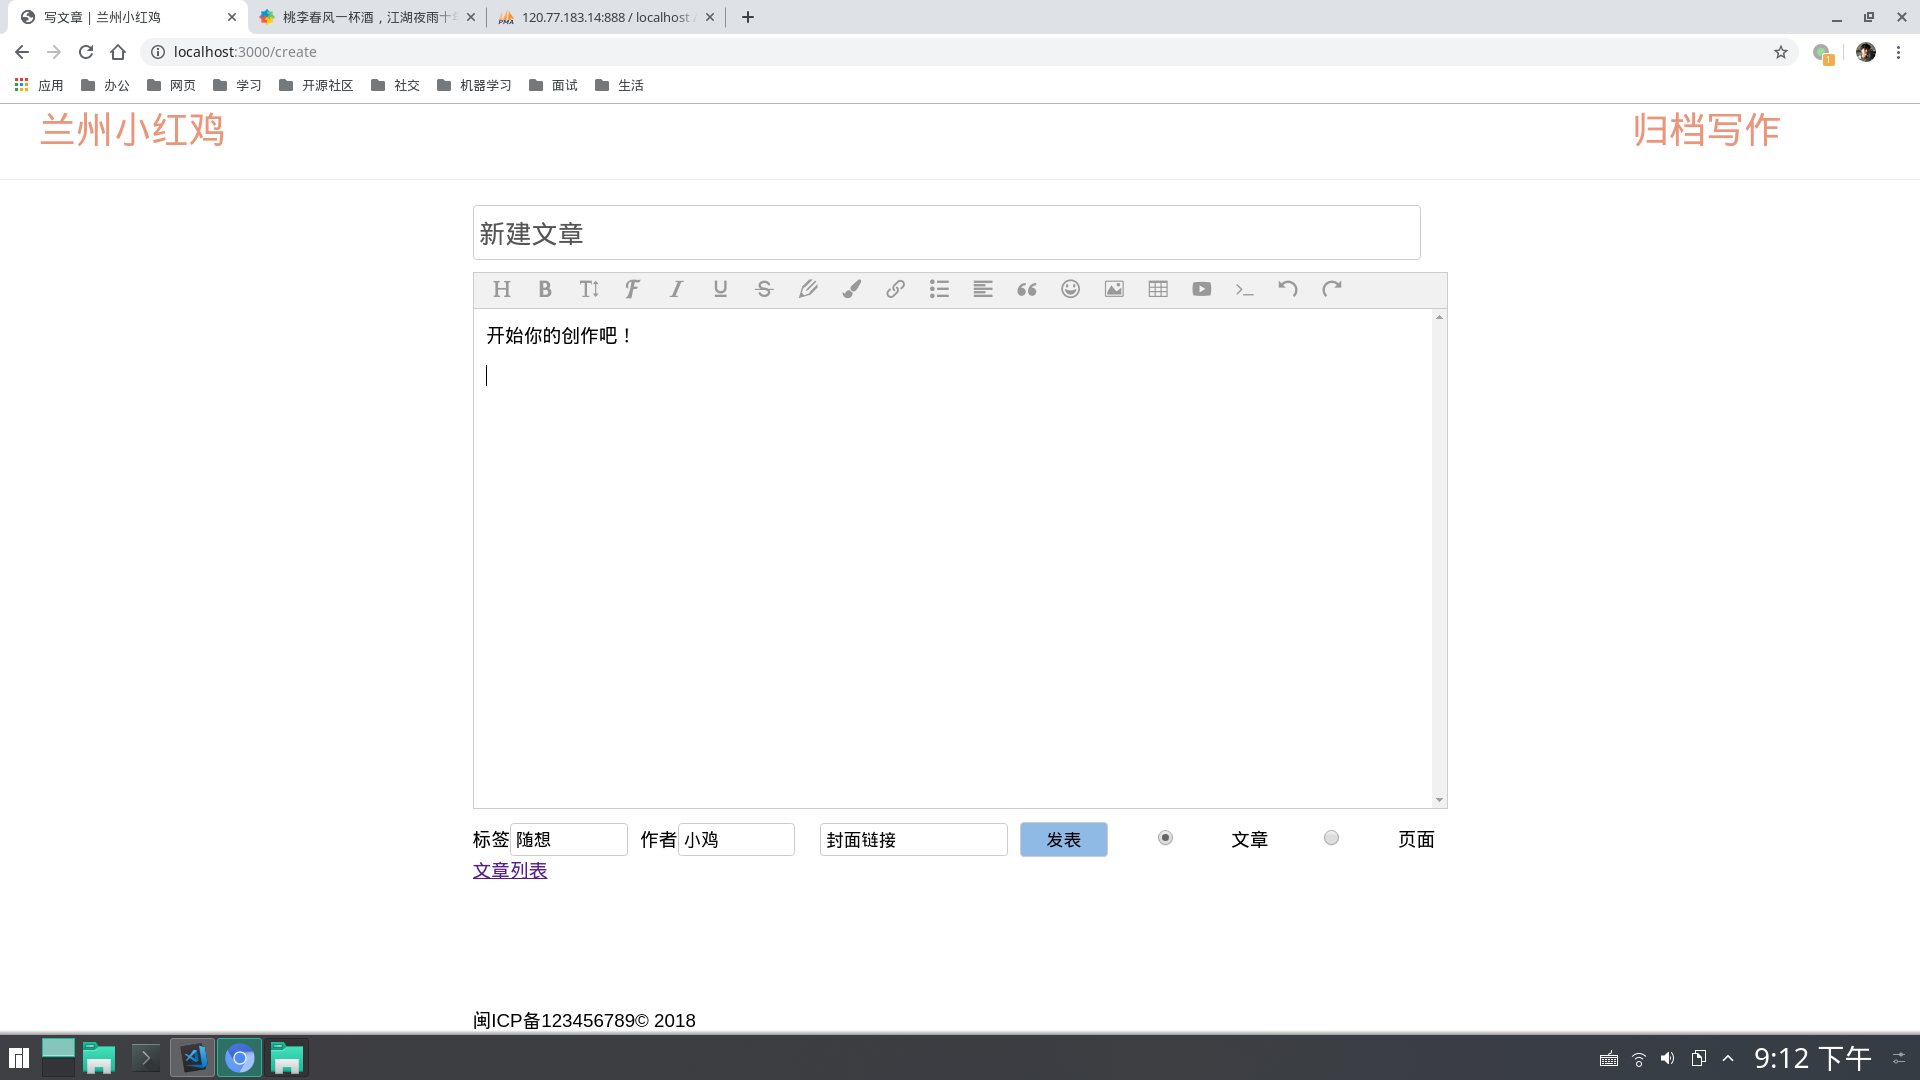 写文章 | 兰州小红鸡
桃李春风一杯酒，江湖夜雨十年
120.77.183.14:888 / localhost /
localhost:3000/create
应用 办公 网页 学习 开源社区 社交 机器学习 面试 生活
兰州小红鸡 归档写作
新建文章
开始你的创作吧！
标签 随想 作者 小鸡 封面链接 发表 文章 页面
文章列表
闽ICP备123456789© 2018
9:12 下午